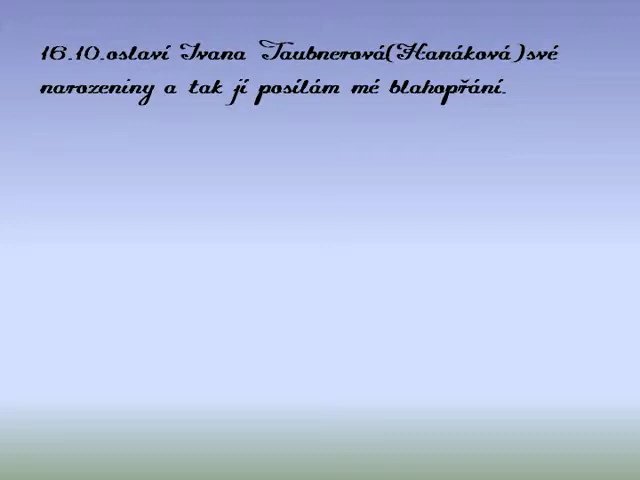 16.10.oslaví Ivana Taubnerová(Hanáková)své
narozeniny a tak jí posílám mé blahopřání.